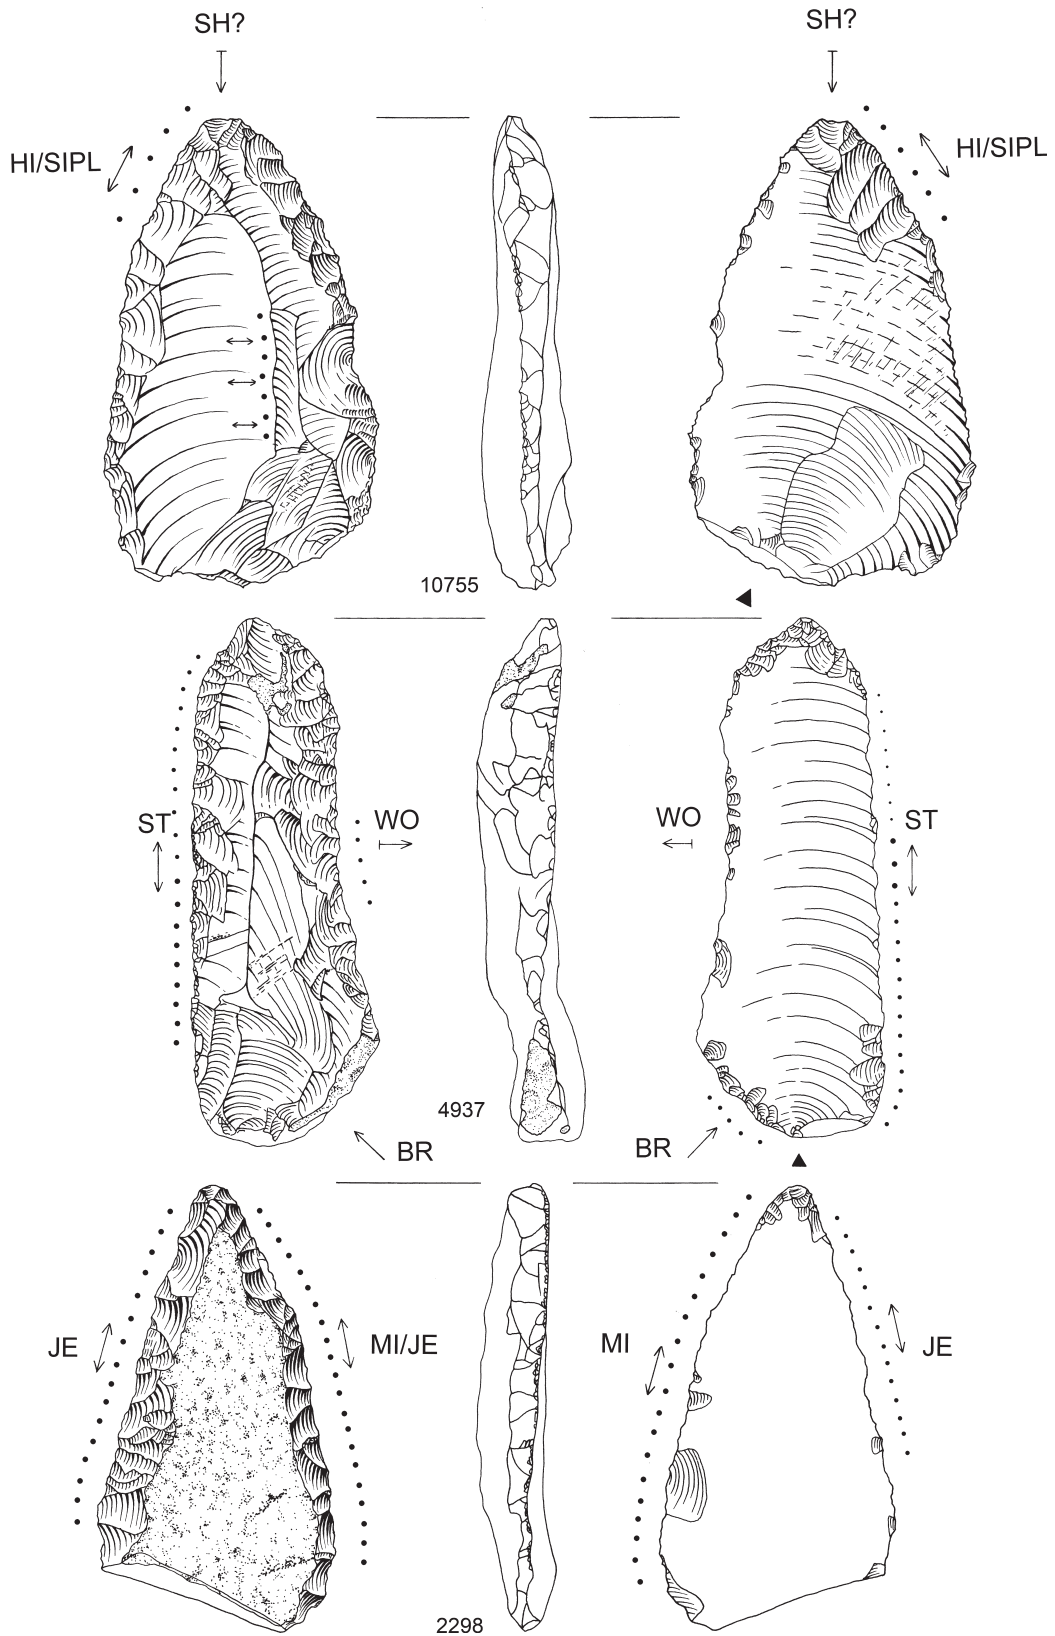 SH? SH?
HI/SIPL HI/SIPL
10755
ST WO WO ST
4937
BR BR
JE MI/JE MI JE
2298